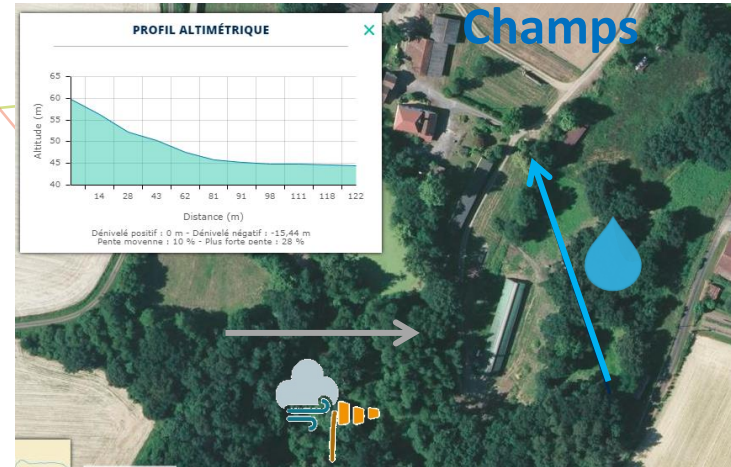 Champs
PROFIL ALTIMÉTRIQUE
×
65
60
55
50
45
40
Altitude (m)
14 28 43 62 81 91 98 111 118 122
Distance (m)
Dénivelé positif : 0 m - Dénivelé négatif : -15,44 m
Pente moyenne : 10 % - Plus forte pente : 28 %